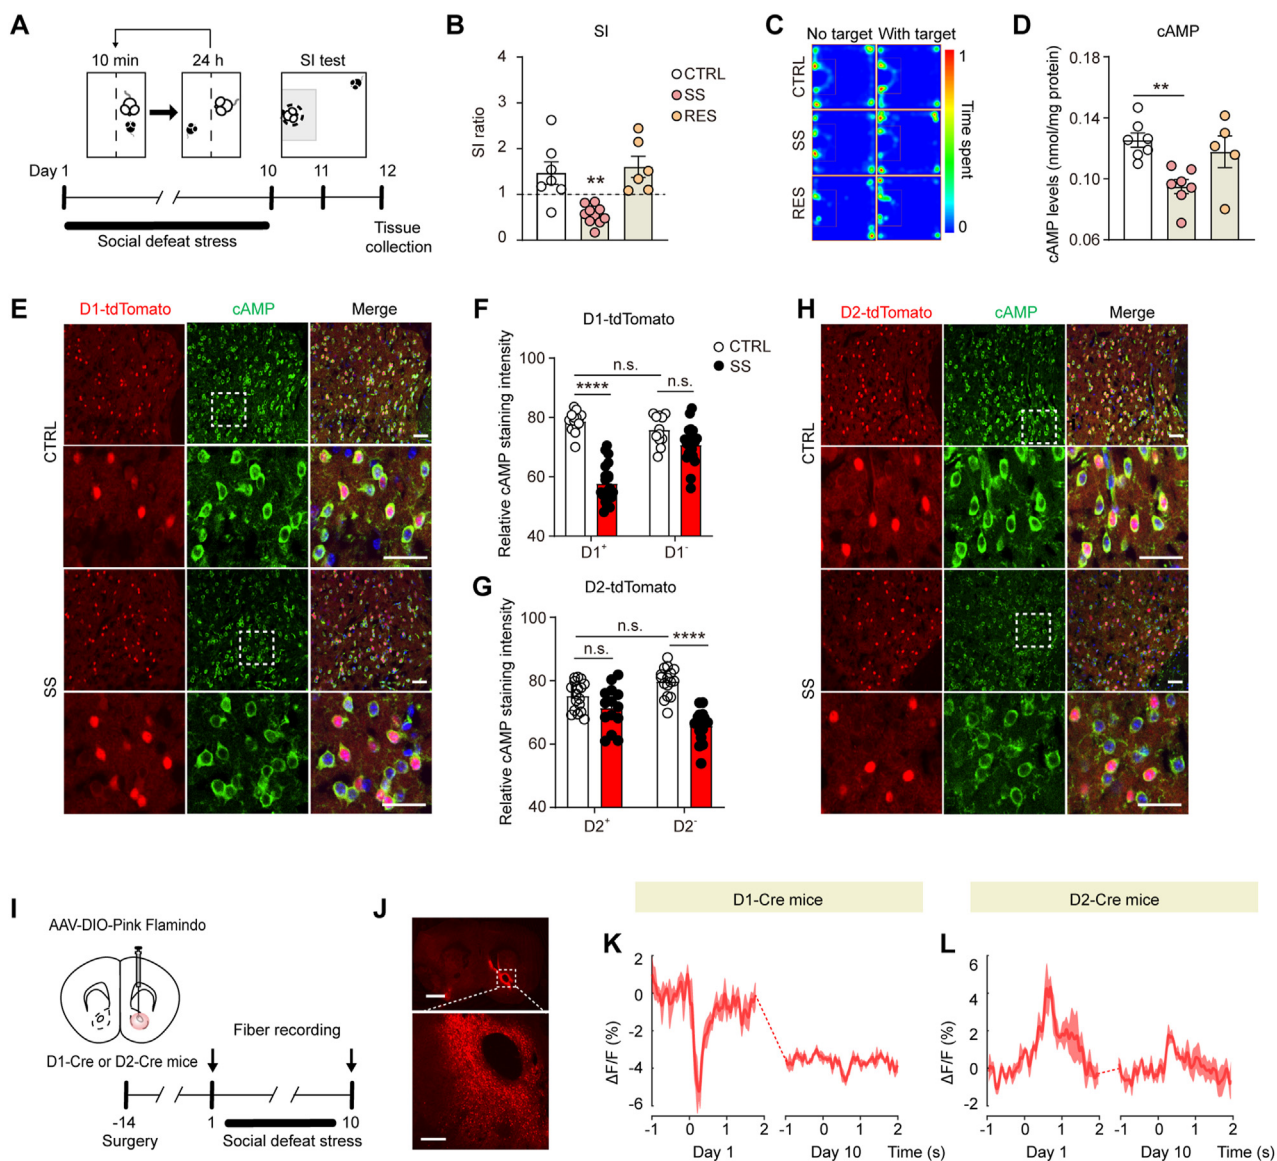 A
10 min
24 h
SI test
Day 1
10
11
12
Social defeat stress
Tissue
collection
B
SI
SI ratio
4
3
2
1
0
**
CTRL
SS
RES
C
No target
With target
CTRL
SS
RES
1
0
Time spent
D
cAMP
cAMP levels (nmol/mg protein)
0.18
0.14
0.10
0.06
**
E
D1-tdTomato
cAMP
Merge
CTRL
SS
F
D1-tdTomato
Relative cAMP staining intensity
100
80
60
40
n.s.
****
n.s.
CTRL
SS
D1+
D1-
G
D2-tdTomato
Relative cAMP staining intensity
100
80
60
40
n.s.
n.s.
****
D2+
D2-
H
D2-tdTomato
cAMP
Merge
CTRL
SS
I
AAV-DIO-Pink Flamindo
Fiber recording
D1-Cre or D2-Cre mice
-14
1
10
Surgery
Social defeat stress
J
D1-Cre mice
K
ΔF/F (%)
2
0
-2
-4
-6
-1 0 1 2 -1 0 1 2
Day 1
Day 10
Time (s)
D2-Cre mice
L
ΔF/F (%)
6
4
2
0
-2
-1 0 1 2 -1 0 1 2
Day 1
Day 10
Time (s)